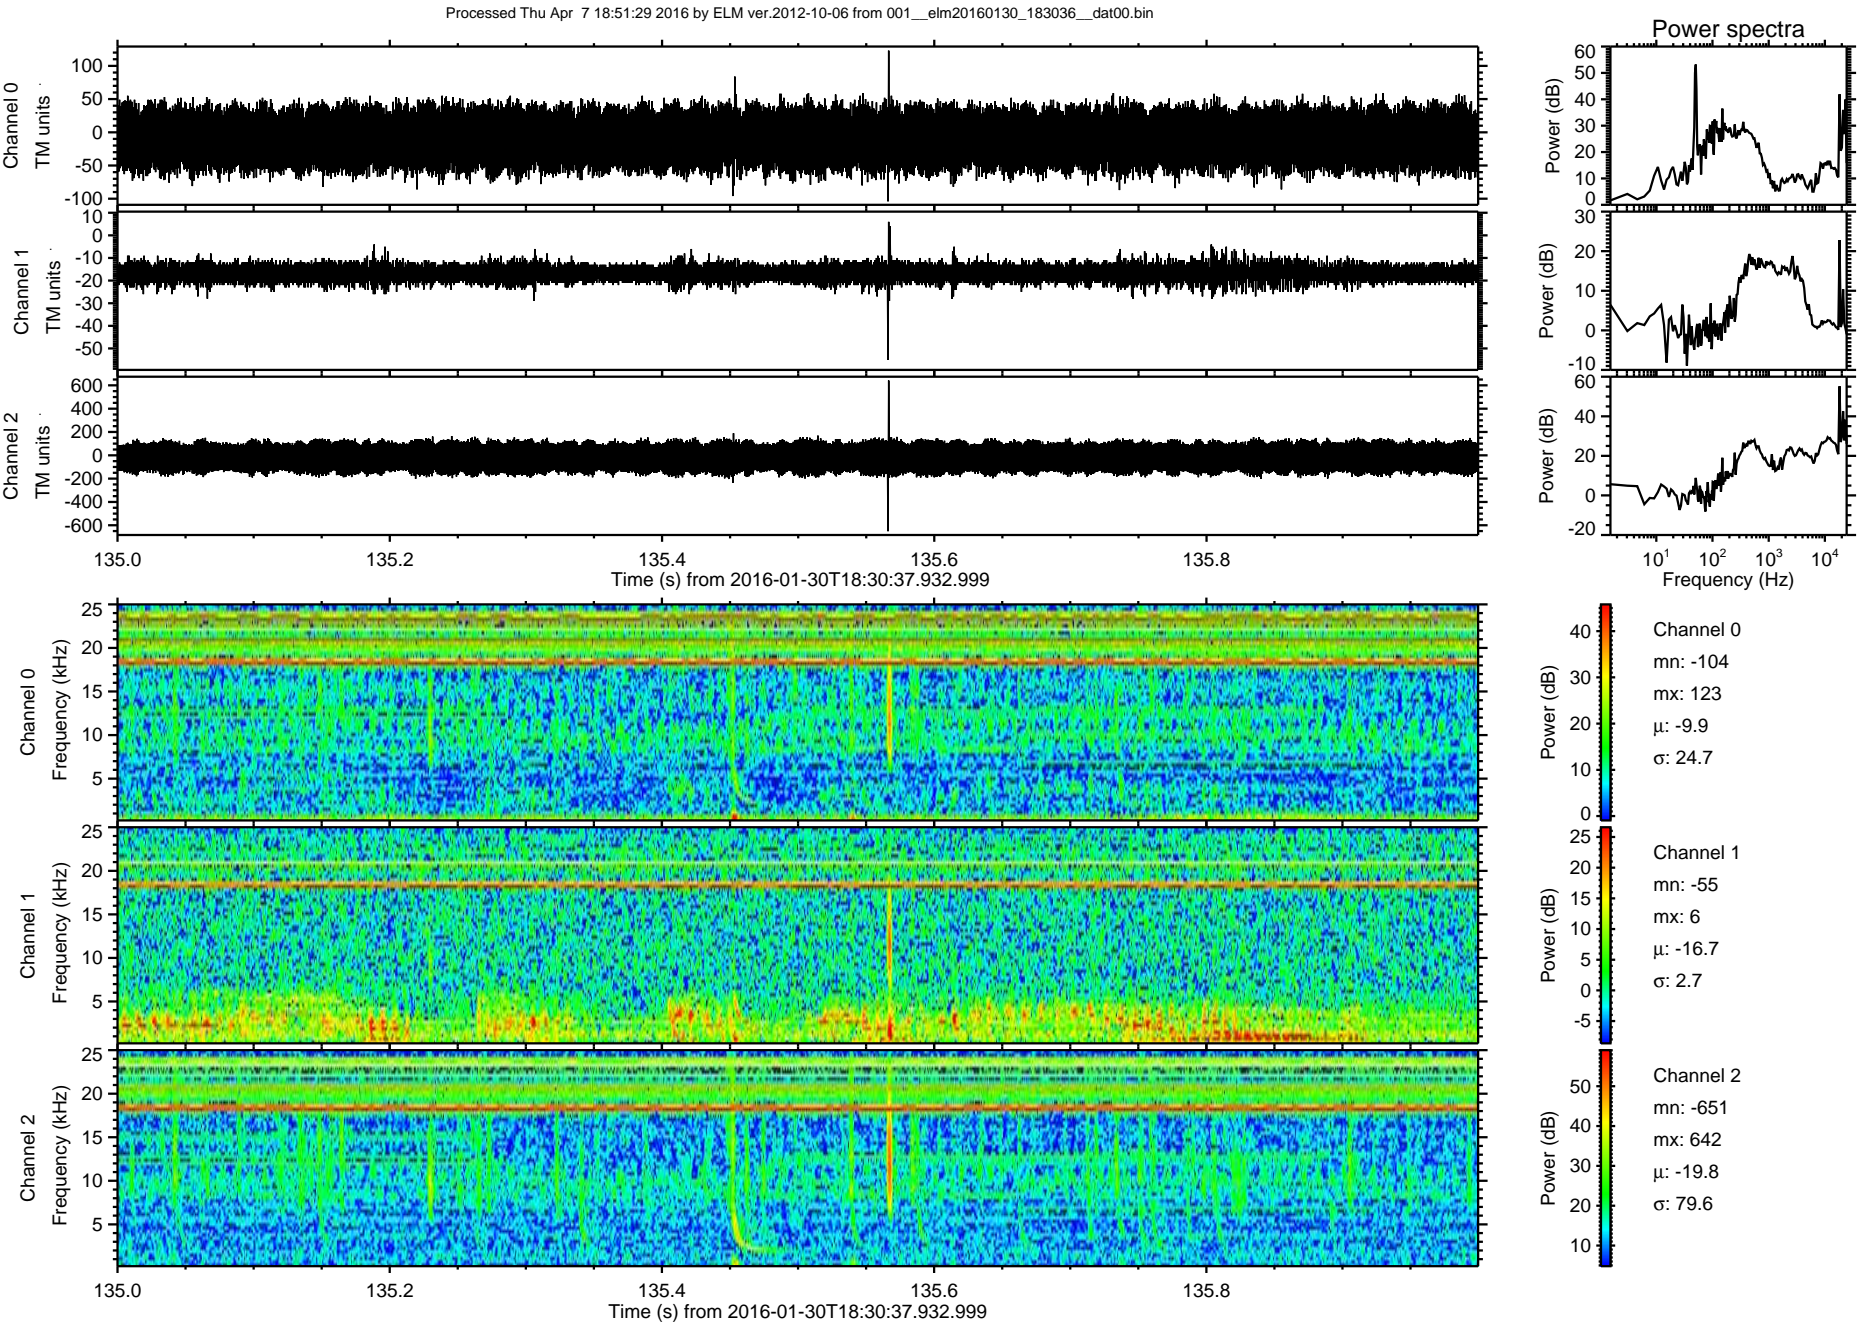 Processed Thu Apr 7 18:51:29 2016 by ELM ver.2012-10-06 from 001__elm20160130_183036__dat00.bin
Power spectra
Channel 0
TM units
100
50
0
-50
-100
Power (dB)
60
50
40
30
20
10
0
Channel 1
TM units
10
0
-10
-20
-30
-40
-50
Power (dB)
30
20
10
0
-10
Channel 2
TM units
600
400
200
0
-200
-400
-600
Power (dB)
60
40
20
0
-20
135.0
135.2
135.4
135.6
135.8
Time (s) from 2016-01-30T18:30:37.932.999
10¹
10²
10³
10⁴
Frequency (Hz)
Channel 0
Frequency (kHz)
25
20
15
10
5
Power (dB)
40
30
20
10
0
Channel 0
mn: -104
mx: 123
μ: -9.9
σ: 24.7
Channel 1
Frequency (kHz)
25
20
15
10
5
Power (dB)
25
20
15
10
5
0
-5
Channel 1
mn: -55
mx: 6
μ: -16.7
σ: 2.7
Channel 2
Frequency (kHz)
25
20
15
10
5
Power (dB)
50
40
30
20
10
Channel 2
mn: -651
mx: 642
μ: -19.8
σ: 79.6
135.0
135.2
135.4
135.6
135.8
Time (s) from 2016-01-30T18:30:37.932.999